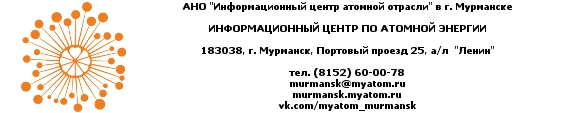 АНО "Информационный центр атомной отрасли" в г. Мурманске
ИНФОРМАЦИОННЫЙ ЦЕНТР ПО АТОМНОЙ ЭНЕРГИИ
183038, г. Мурманск, Портовый проезд 25, а/л "Ленин"
тел. (8152) 60-00-78
murmansk@myatom.ru
murmansk.myatom.ru
vk.com/myatom_murmansk